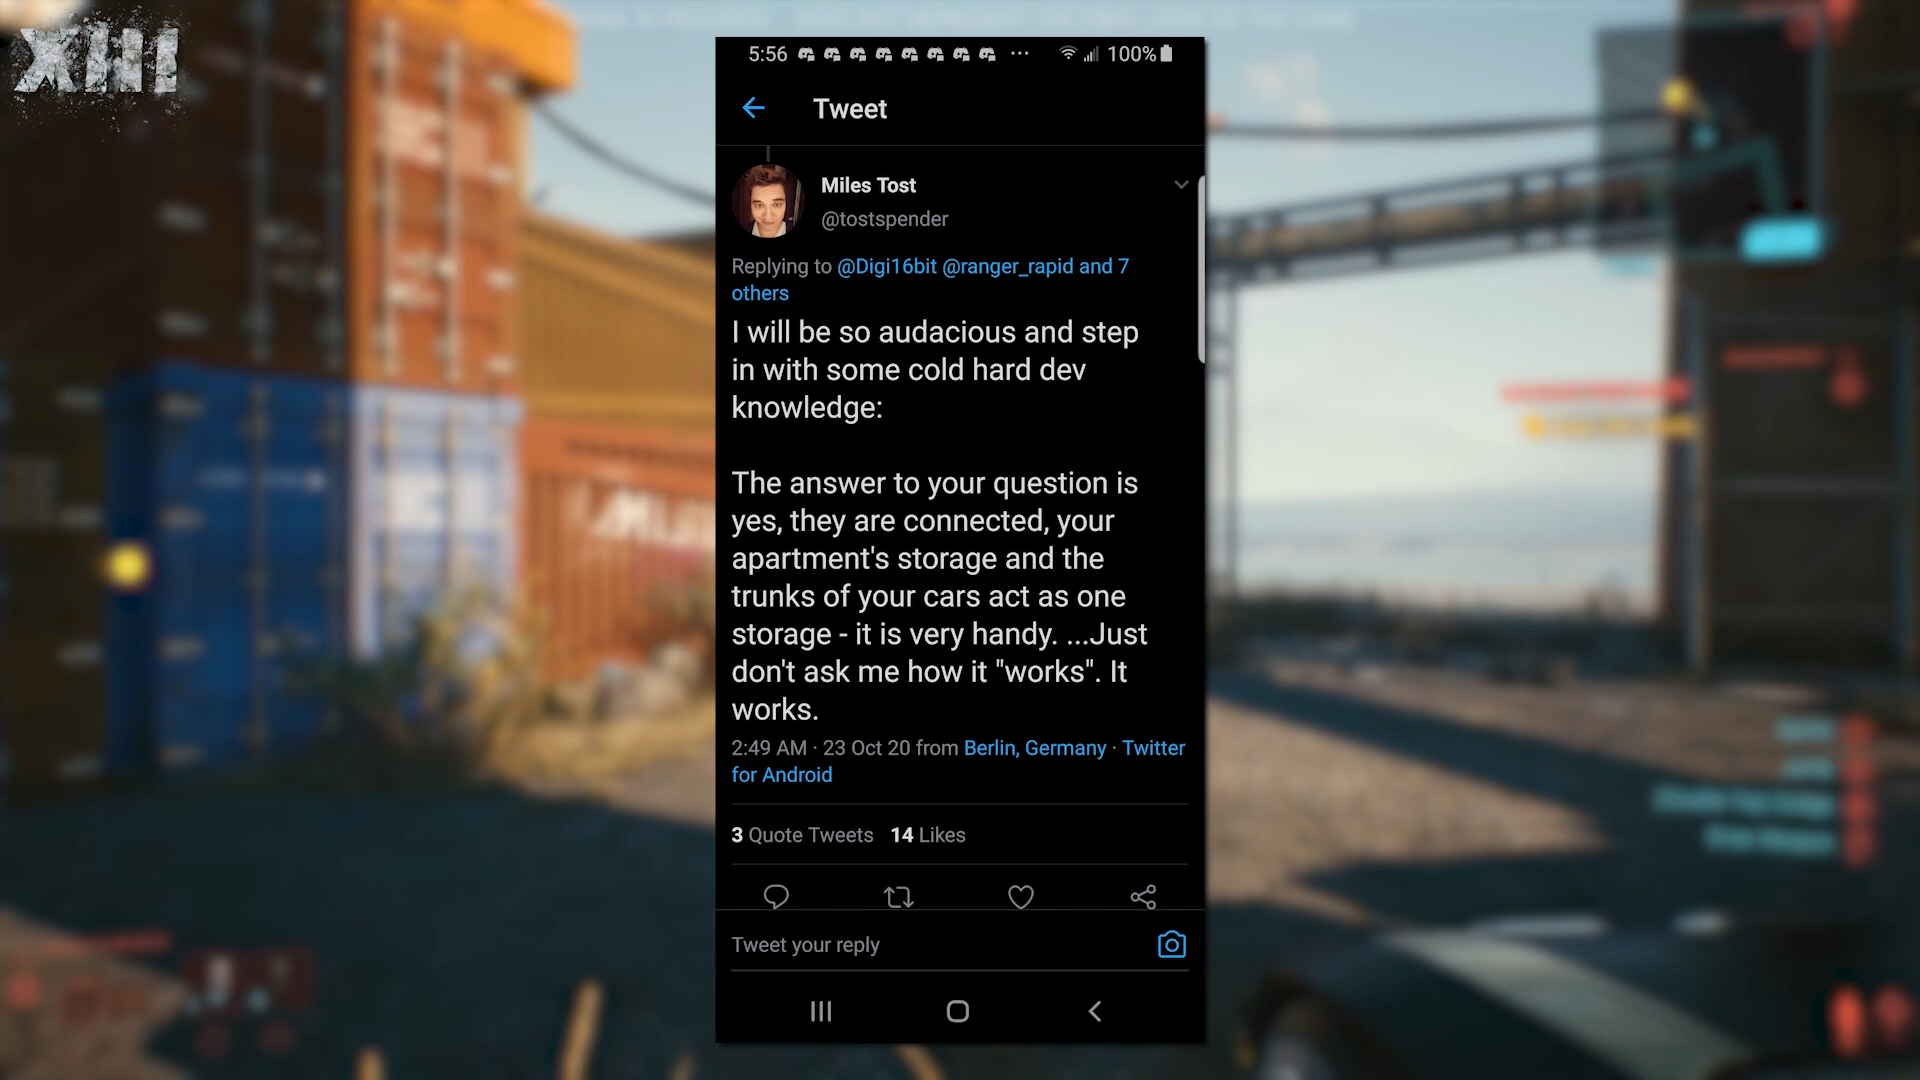 XIII
5:56 ... 100%
Tweet
Miles Tost
@tostspender
Replying to @Digi16bit @ranger_rapid and 7
others
I will be so audacious and step
in with some cold hard dev
knowledge:
The answer to your question is
yes, they are connected, your
apartment's storage and the
trunks of your cars act as one
storage - it is very handy. ...Just
don't ask me how it "works". It
works.
2:49 AM · 23 Oct 20 from Berlin, Germany · Twitter
for Android
3 Quote Tweets 14 Likes
Tweet your reply